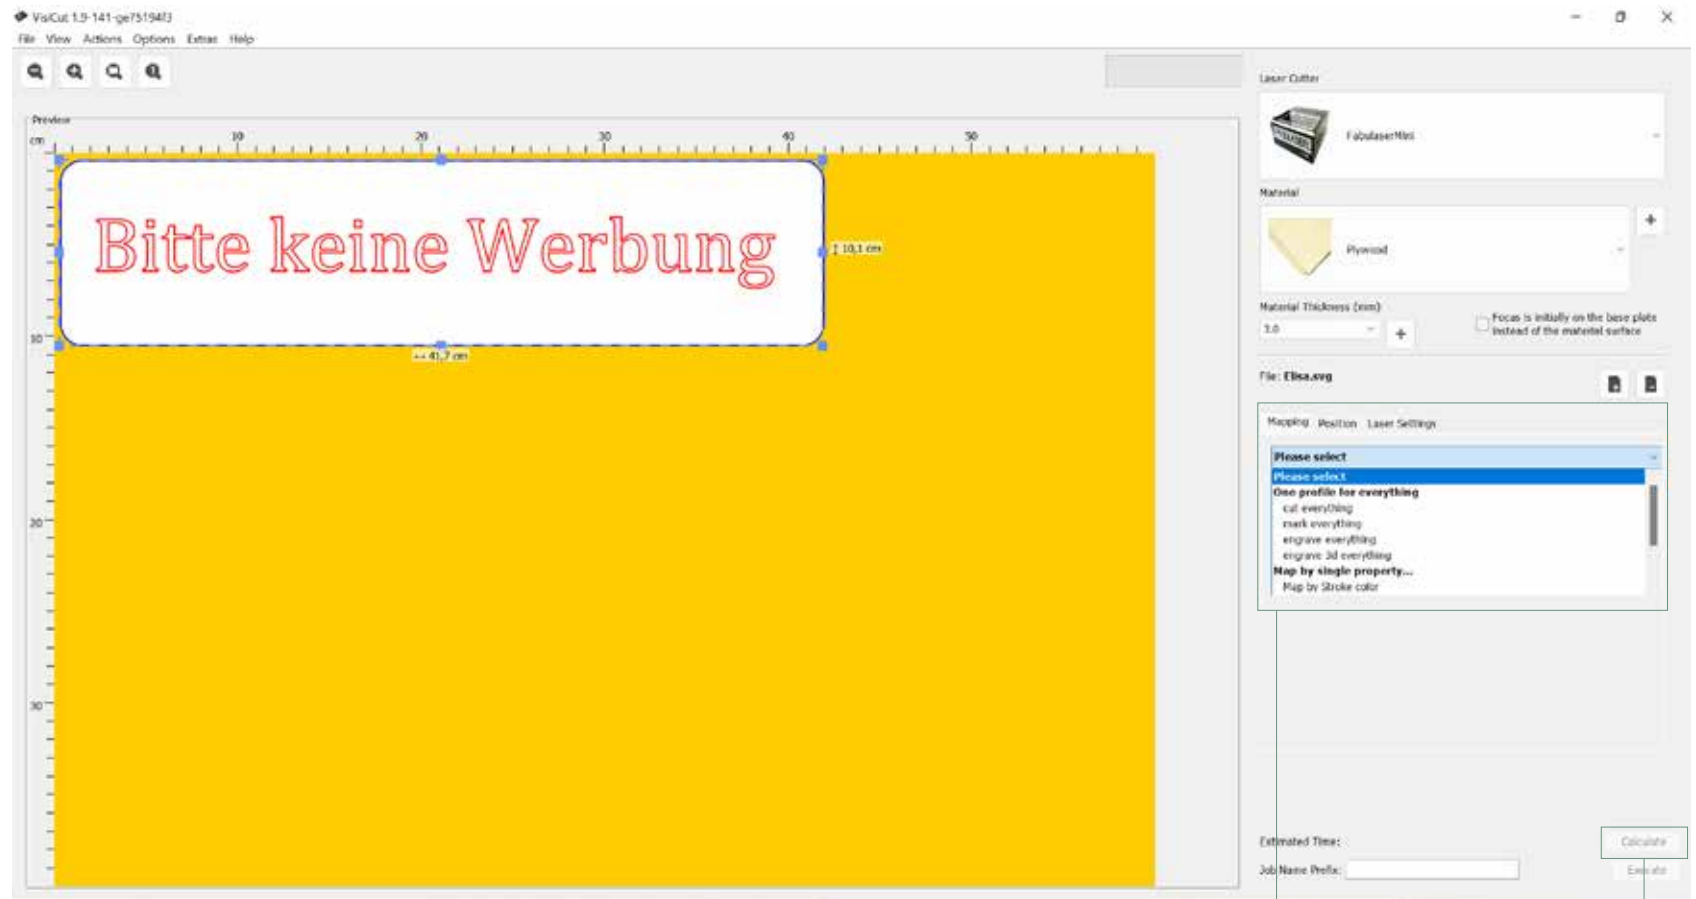 VisiCut 1.9-141-ge75194f3
File View Actions Options Extras Help
Laser Cutter
Preview
cm 10 20 30 40 50
FabulaserMini
Material
Bitte keine Werbung
10,1 cm
Plywood
Material Thickness (mm)
3.0
Focus is initially on the base plate
instead of the material surface
10
41,7 cm
File: Elisa.svg
Mapping Position Laser Settings
Please select
Please select
One profile for everything
cut everything
mark everything
20
engrave everything
engrave 3d everything
Map by single property...
Map by Stroke color
30
Estimated Time:
Calculate
Job Name Prefix:
Execute